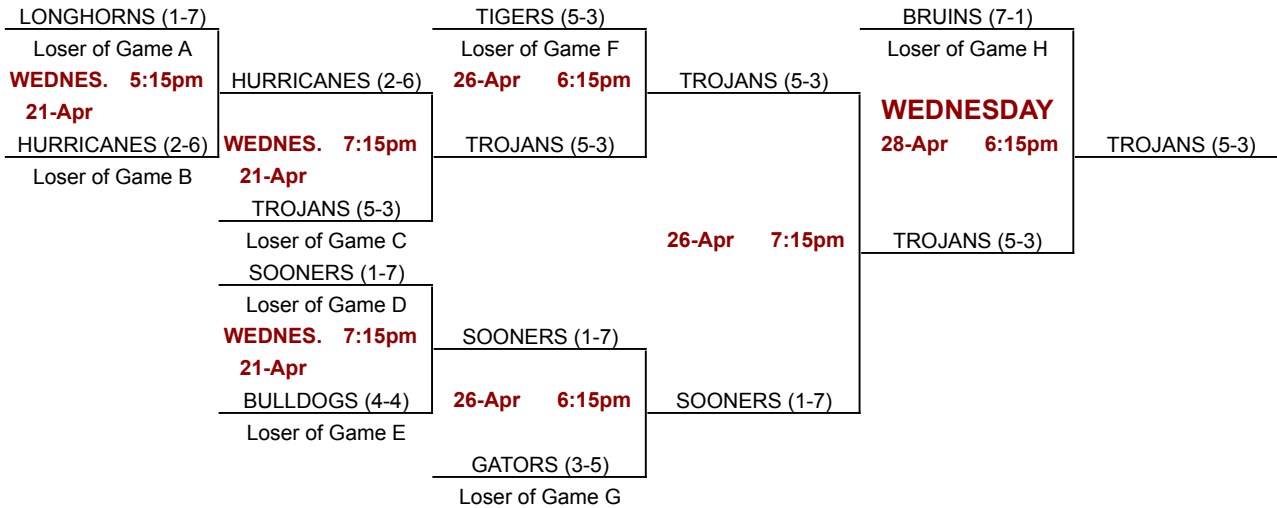 LONGHORNS (1-7)
Loser of Game A
WEDNES. 5:15pm
21-Apr
HURRICANES (2-6)
Loser of Game B
HURRICANES (2-6)
WEDNES. 7:15pm
21-Apr
TROJANS (5-3)
Loser of Game C
SOONERS (1-7)
Loser of Game D
WEDNES. 7:15pm
21-Apr
BULLDOGS (4-4)
Loser of Game E
TIGERS (5-3)
Loser of Game F
26-Apr 6:15pm
TROJANS (5-3)
SOONERS (1-7)
26-Apr 6:15pm
GATORS (3-5)
Loser of Game G
TROJANS (5-3)
26-Apr 7:15pm
SOONERS (1-7)
BRUINS (7-1)
Loser of Game H
WEDNESDAY
28-Apr 6:15pm
TROJANS (5-3)
TROJANS (5-3)